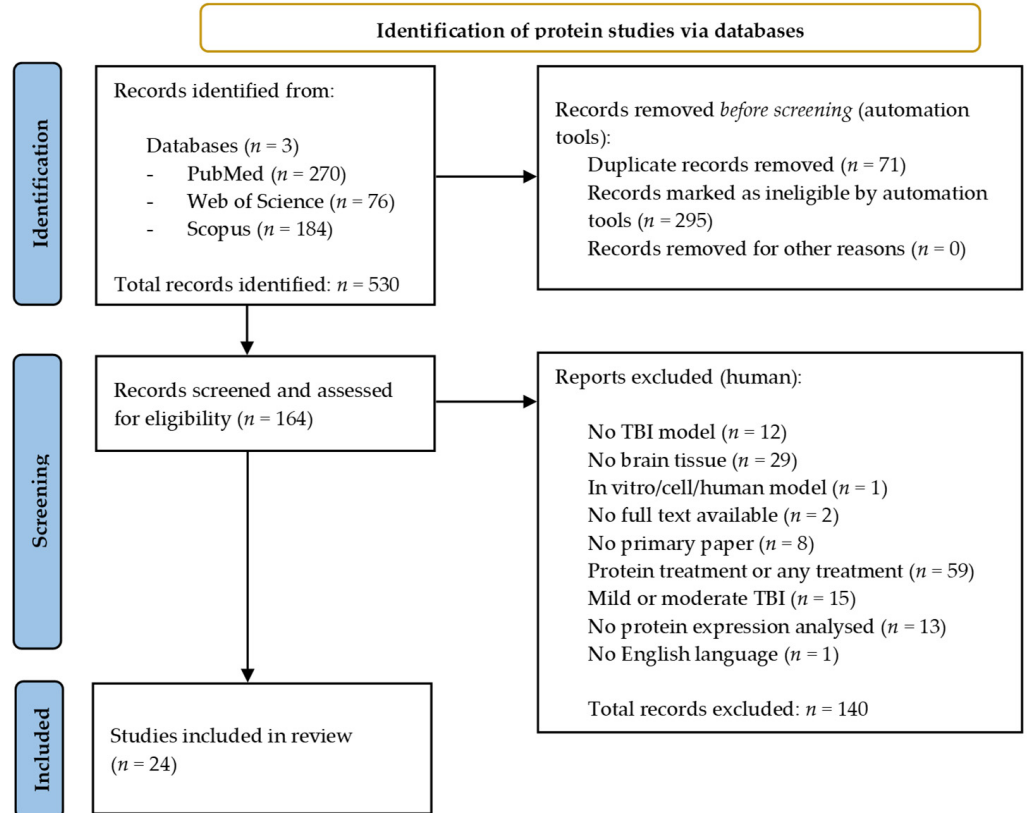 Identification of protein studies via databases
Identification
Records identified from:
Databases (n = 3)
- PubMed (n = 270)
- Web of Science (n = 76)
- Scopus (n = 184)
Total records identified: n = 530
Records removed before screening (automation
tools):
Duplicate records removed (n = 71)
Records marked as ineligible by automation
tools (n = 295)
Records removed for other reasons (n = 0)
Screening
Records screened and assessed
for eligibility (n = 164)
Reports excluded (human):
No TBI model (n = 12)
No brain tissue (n = 29)
In vitro/cell/human model (n = 1)
No full text available (n = 2)
No primary paper (n = 8)
Protein treatment or any treatment (n = 59)
Mild or moderate TBI (n = 15)
No protein expression analysed (n = 13)
No English language (n = 1)
Total records excluded: n = 140
Included
Studies included in review
(n = 24)